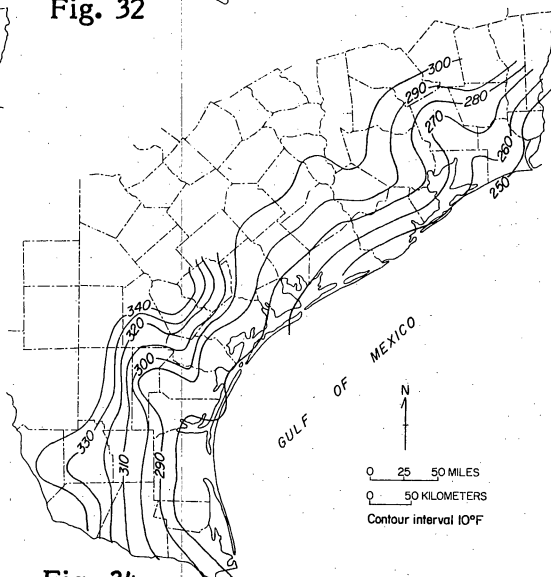 Fig. 32
300
290
280
270
260
250
340
320
300
330
310
290
GULF OF MEXICO
N
0 25 50 MILES
0 50 KILOMETERS
Contour interval 10°F